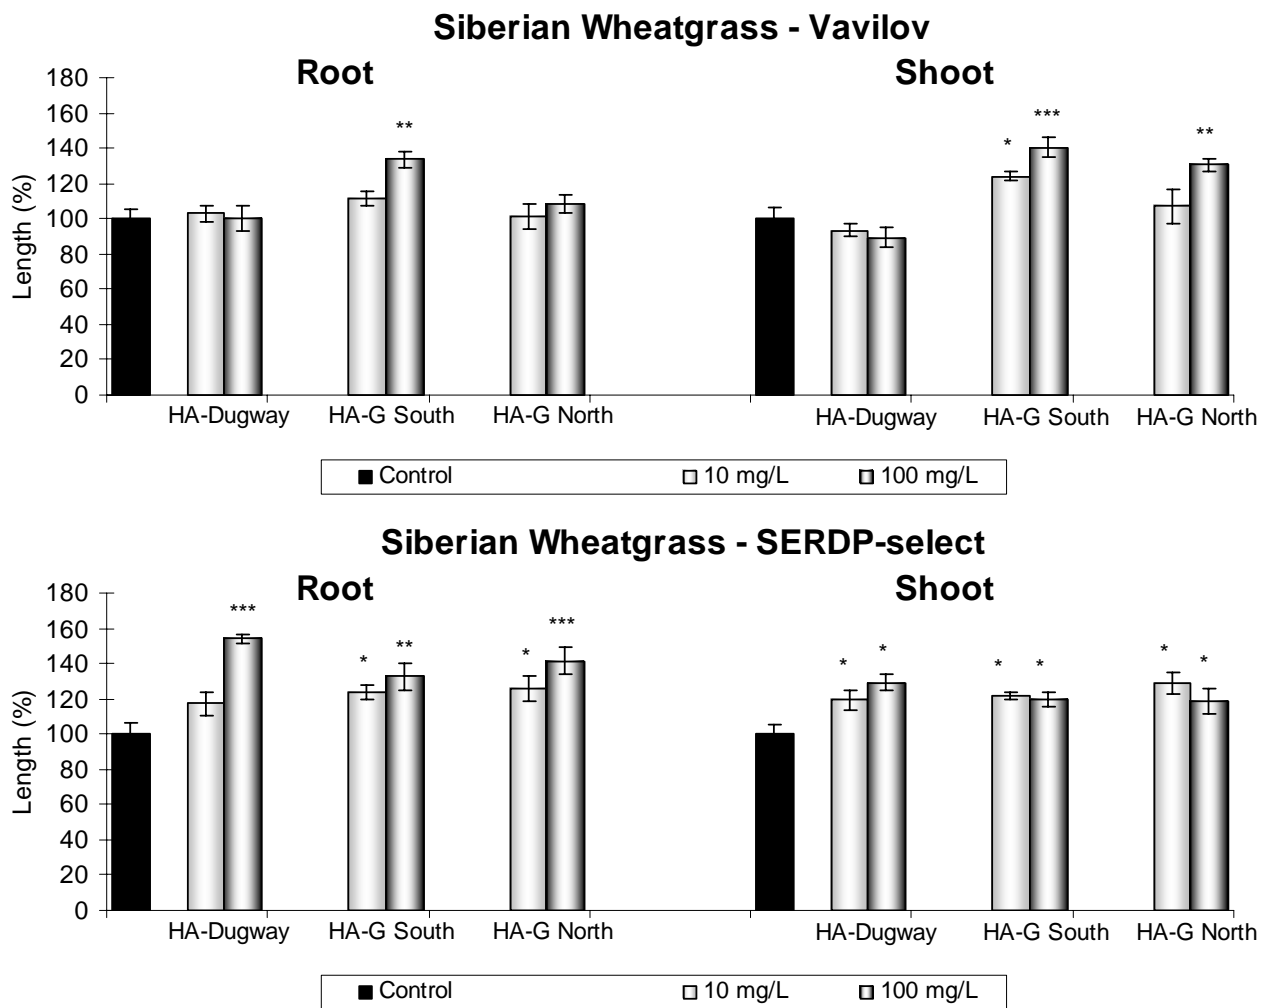 Siberian Wheatgrass - Vavilov
Root
Shoot
Length (%)
180
160
140
120
100
80
60
40
20
0
**
*
***
**
HA-Dugway
HA-G South
HA-G North
HA-Dugway
HA-G South
HA-G North
Control
10 mg/L
100 mg/L
Siberian Wheatgrass - SERDP-select
Root
Shoot
Length (%)
180
160
140
120
100
80
60
40
20
0
***
*
**
*
***
*
*
*
*
*
*
HA-Dugway
HA-G South
HA-G North
HA-Dugway
HA-G South
HA-G North
Control
10 mg/L
100 mg/L